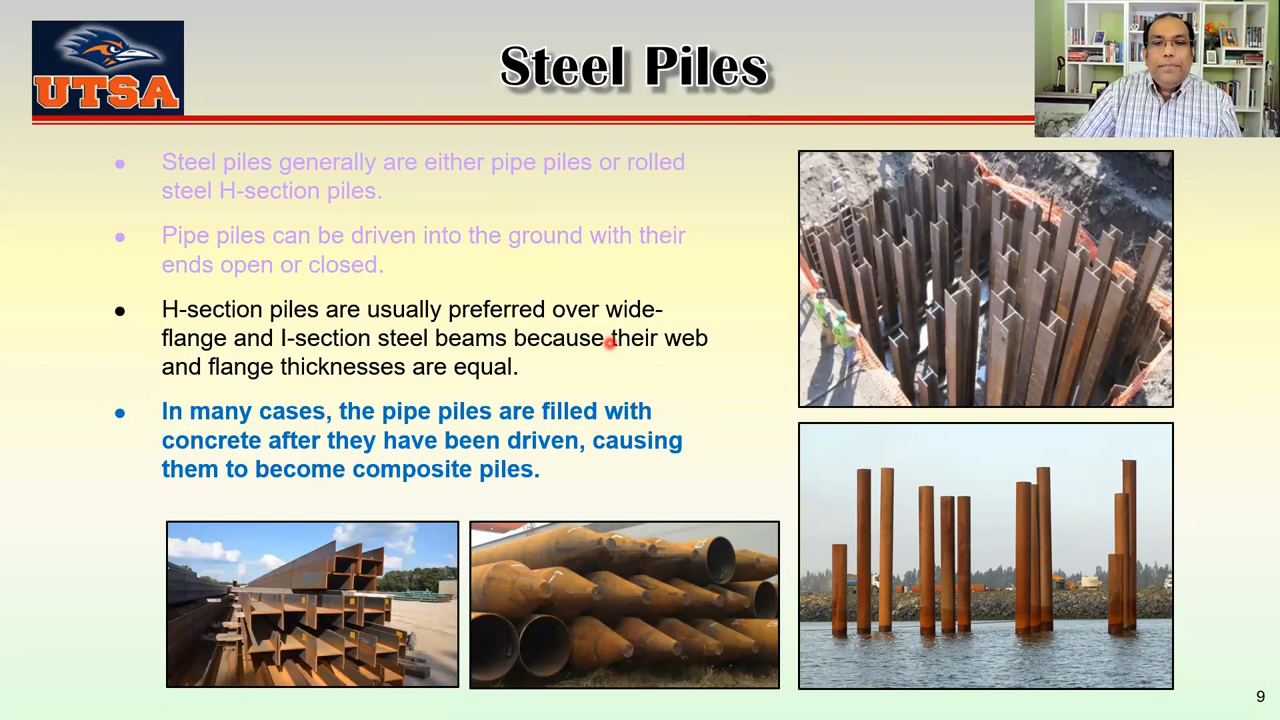 UTSA
Steel Piles
● Steel piles generally are either pipe piles or rolled
steel H-section piles.
● Pipe piles can be driven into the ground with their
ends open or closed.
● H-section piles are usually preferred over wide-
flange and I-section steel beams because their web
and flange thicknesses are equal.
● In many cases, the pipe piles are filled with
concrete after they have been driven, causing
them to become composite piles.
9